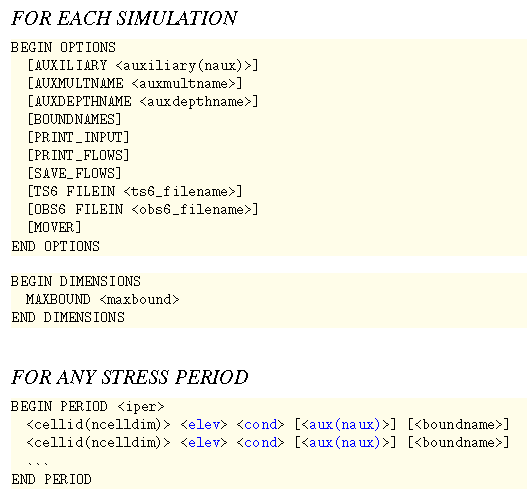 FOR EACH SIMULATION
BEGIN OPTIONS
[AUXILIARY <auxiliary(naux)>]
[AUXMULTNAME <auxmultname>]
[AUXDEPTHNAME <auxdepthname>]
[BOUNDNAMES]
[PRINT_INPUT]
[PRINT_FLOWS]
[SAVE_FLOWS]
[TS6 FILEIN <ts6_filename>]
[OBS6 FILEIN <obs6_filename>]
[MOVER]
END OPTIONS
BEGIN DIMENSIONS
MAXBOUND <maxbound>
END DIMENSIONS
FOR ANY STRESS PERIOD
BEGIN PERIOD <iper>
<cellid(ncelldim)> <elev> <cond> [<aux(naux)>] [<boundname>]
<cellid(ncelldim)> <elev> <cond> [<aux(naux)>] [<boundname>]
...
END PERIOD